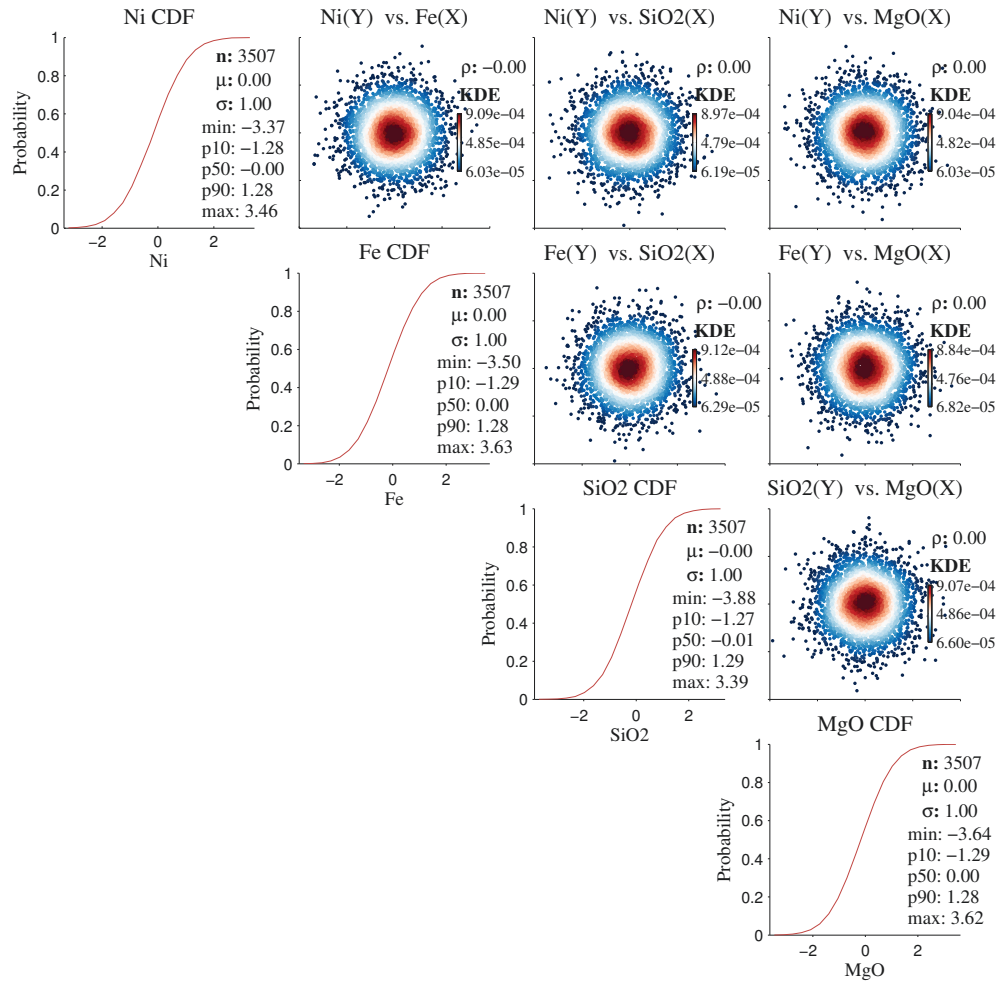 Ni CDF
Ni(Y) vs. Fe(X)
Ni(Y) vs. SiO2(X)
Ni(Y) vs. MgO(X)
1
0.8
0.6
0.4
0.2
0
Probability
n: 3507
μ: 0.00
σ: 1.00
min: −3.37
p10: −1.28
p50: −0.00
p90: 1.28
max: 3.46
−2
0
2
Ni
ρ: −0.00
KDE
9.09e−04
4.85e−04
6.03e−05
ρ: 0.00
KDE
8.97e−04
4.79e−04
6.19e−05
ρ: 0.00
KDE
9.04e−04
4.82e−04
6.03e−05
Fe CDF
Fe(Y) vs. SiO2(X)
Fe(Y) vs. MgO(X)
1
0.8
0.6
0.4
0.2
0
Probability
n: 3507
μ: 0.00
σ: 1.00
min: −3.50
p10: −1.29
p50: 0.00
p90: 1.28
max: 3.63
−2
0
2
Fe
ρ: −0.00
KDE
9.12e−04
4.88e−04
6.29e−05
ρ: 0.00
KDE
8.84e−04
4.76e−04
6.82e−05
SiO2 CDF
SiO2(Y) vs. MgO(X)
1
0.8
0.6
0.4
0.2
0
Probability
n: 3507
μ: −0.00
σ: 1.00
min: −3.88
p10: −1.27
p50: −0.01
p90: 1.29
max: 3.39
−2
0
2
SiO2
ρ: 0.00
KDE
9.07e−04
4.86e−04
6.60e−05
MgO CDF
1
0.8
0.6
0.4
0.2
0
Probability
n: 3507
μ: 0.00
σ: 1.00
min: −3.64
p10: −1.29
p50: 0.00
p90: 1.28
max: 3.62
−2
0
2
MgO